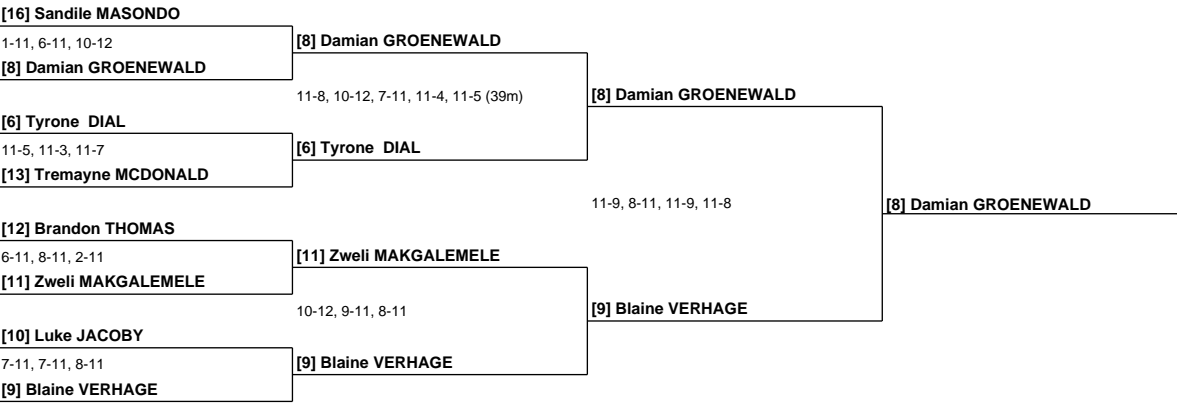 [16] Sandile MASONDO
1-11, 6-11, 10-12
[8] Damian GROENEWALD
[6] Tyrone  DIAL
11-5, 11-3, 11-7
[13] Tremayne MCDONALD
[12] Brandon THOMAS
6-11, 8-11, 2-11
[11] Zweli MAKGALEMELE
[10] Luke JACOBY
7-11, 7-11, 8-11
[9] Blaine VERHAGE
[8] Damian GROENEWALD
11-8, 10-12, 7-11, 11-4, 11-5 (39m)
[6] Tyrone  DIAL
[11] Zweli MAKGALEMELE
10-12, 9-11, 8-11
[9] Blaine VERHAGE
[8] Damian GROENEWALD
11-9, 8-11, 11-9, 11-8
[9] Blaine VERHAGE
[8] Damian GROENEWALD